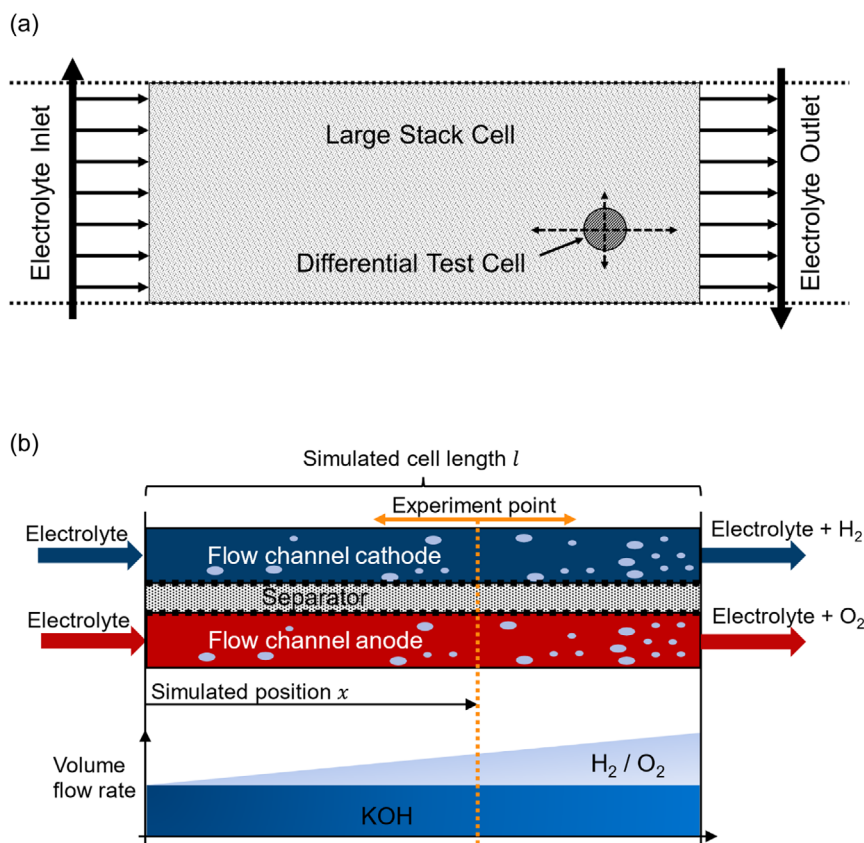 (a)
Electrolyte Inlet
Large Stack Cell
Differential Test Cell
Electrolyte Outlet
(b)
Simulated cell length l
Experiment point
Electrolyte
Flow channel cathode
Electrolyte + H₂
Separator
Electrolyte
Flow channel anode
Electrolyte + O₂
Simulated position x
Volume
flow rate
H₂ / O₂
KOH